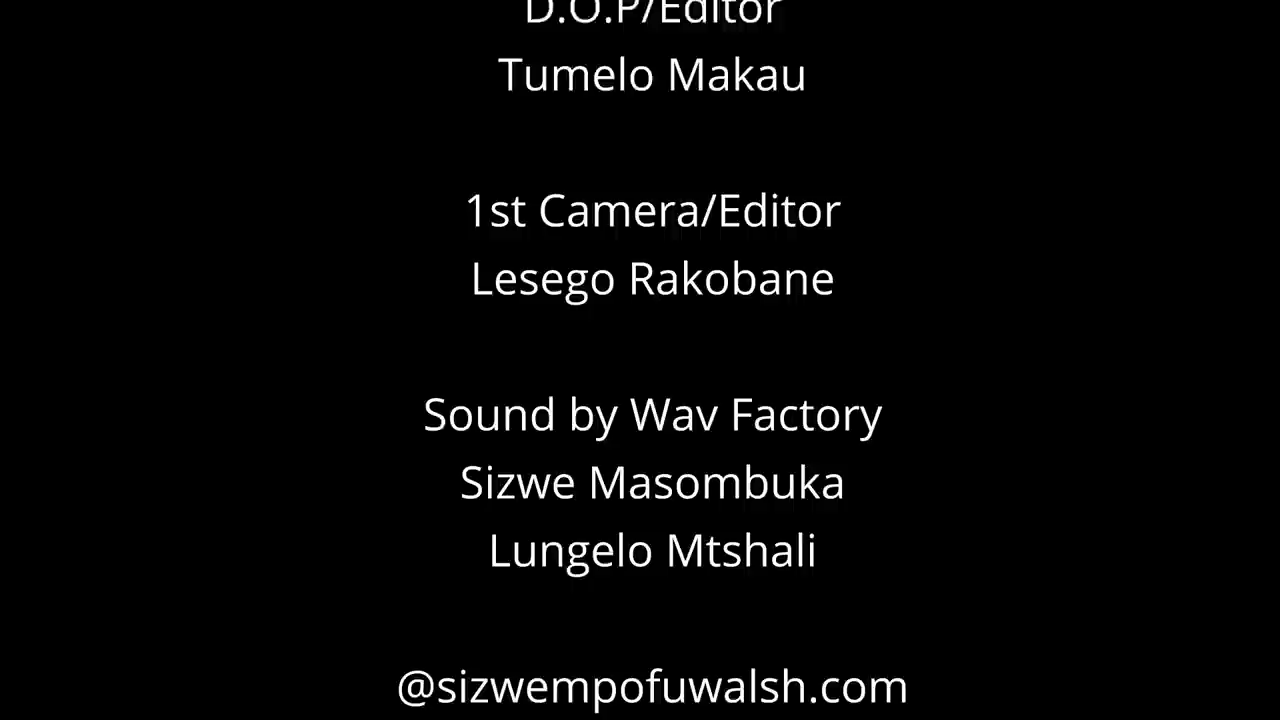 D.O.P/Editor
Tumelo Makau
1st Camera/Editor
Lesego Rakobane
Sound by Wav Factory
Sizwe Masombuka
Lungelo Mtshali
@sizwempofuwalsh.com